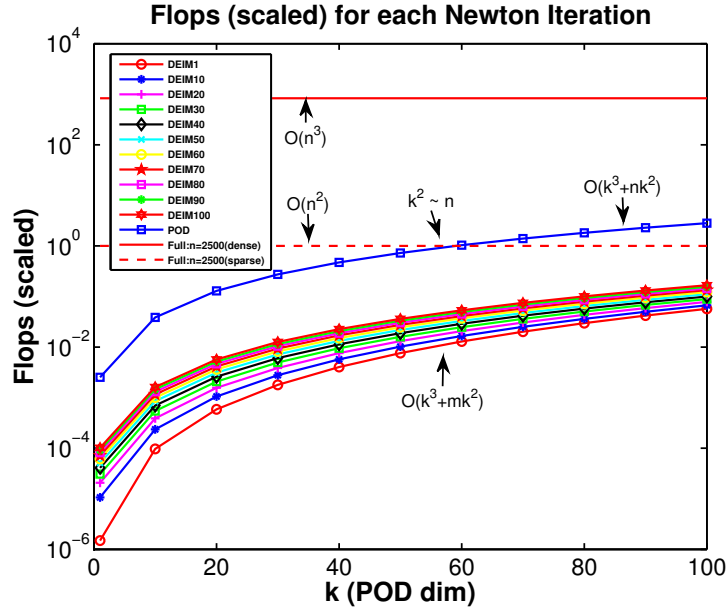 Flops (scaled) for each Newton Iteration
10^4
10^2
10^0
10^−2
10^−4
10^−6
Flops (scaled)
DEIM1
DEIM10
DEIM20
DEIM30
DEIM40
DEIM50
DEIM60
DEIM70
DEIM80
DEIM90
DEIM100
POD
Full:n=2500(dense)
Full:n=2500(sparse)
O(n^3)
O(n^2)
k^2 ~ n
O(k^3+nk^2)
O(k^3+mk^2)
0 20 40 60 80 100
k (POD dim)